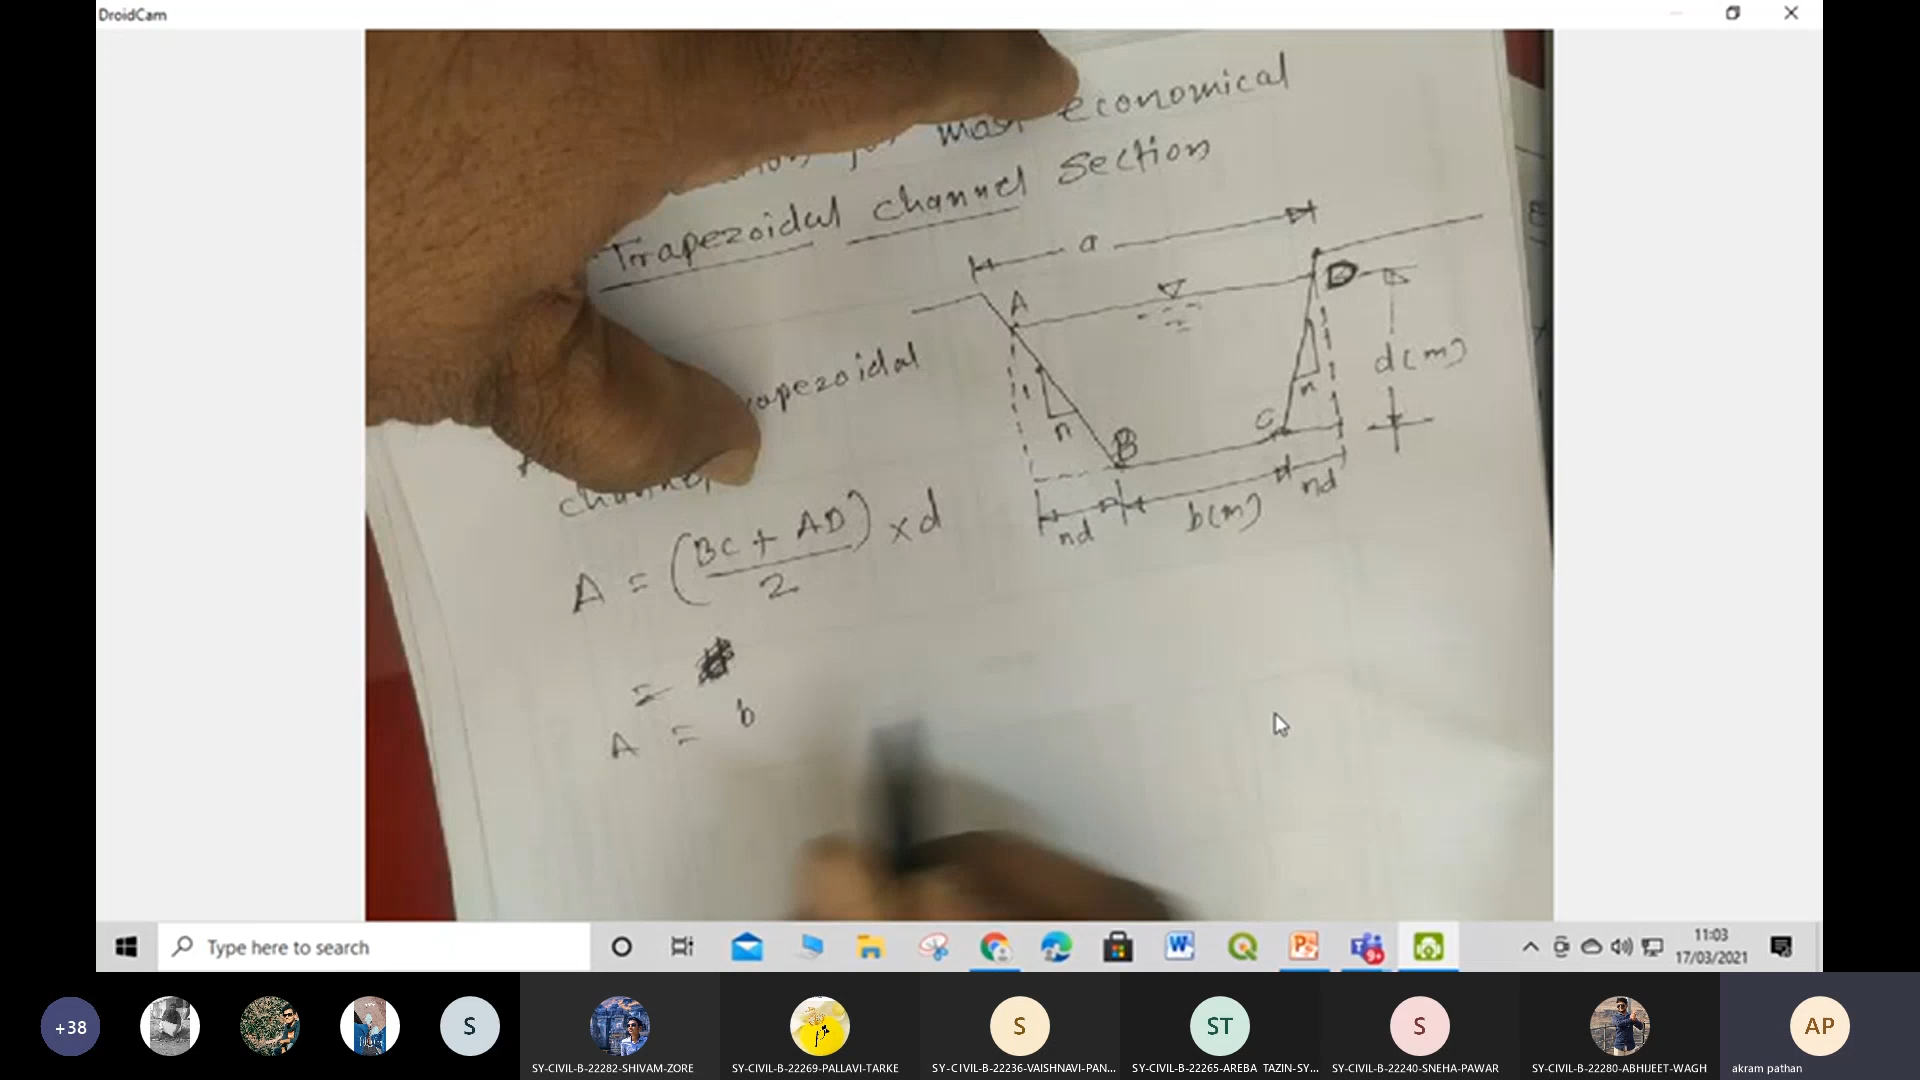 DroidCam
most economical
Trapezoidal channel Section
a
A
D
apezoidal
d(m)
1
n
n
B
C
channel
nd
b(m)
nd
A = (BC + AD / 2) × d
=
A = b
Type here to search
11:03
17/03/2021
9+
+38
S
S
ST
S
AP
SY-CIVIL-B-22282-SHIVAM-ZORE
SY-CIVIL-B-22269-PALLAVI-TARKE
SY-CIVIL-B-22236-VAISHNAVI-PAN...
SY-CIVIL-B-22265-AREBA TAZIN-SY...
SY-CIVIL-B-22240-SNEHA-PAWAR
SY-CIVIL-B-22280-ABHIJEET-WAGH
akram pathan